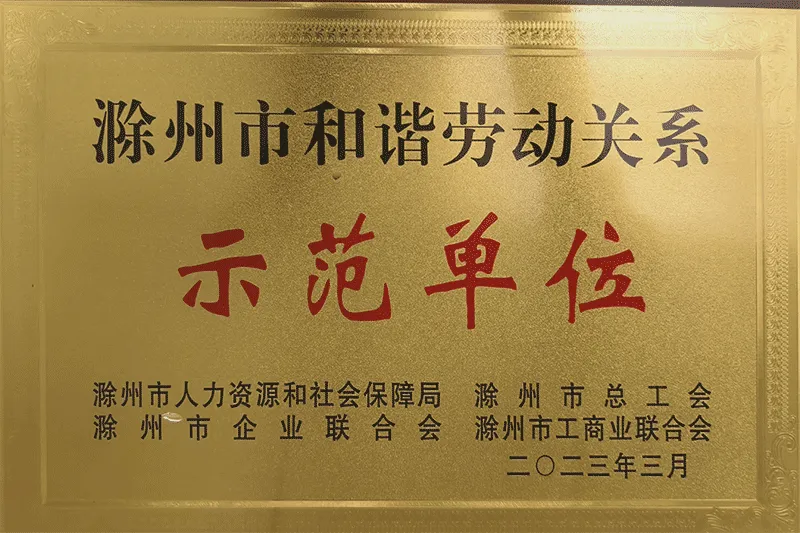 滁州市和谐劳动关系
示范单位
滁州市人力资源和社会保障局 滁州市总工会
滁州市企业联合会 滁州市工商业联合会
二〇二三年三月